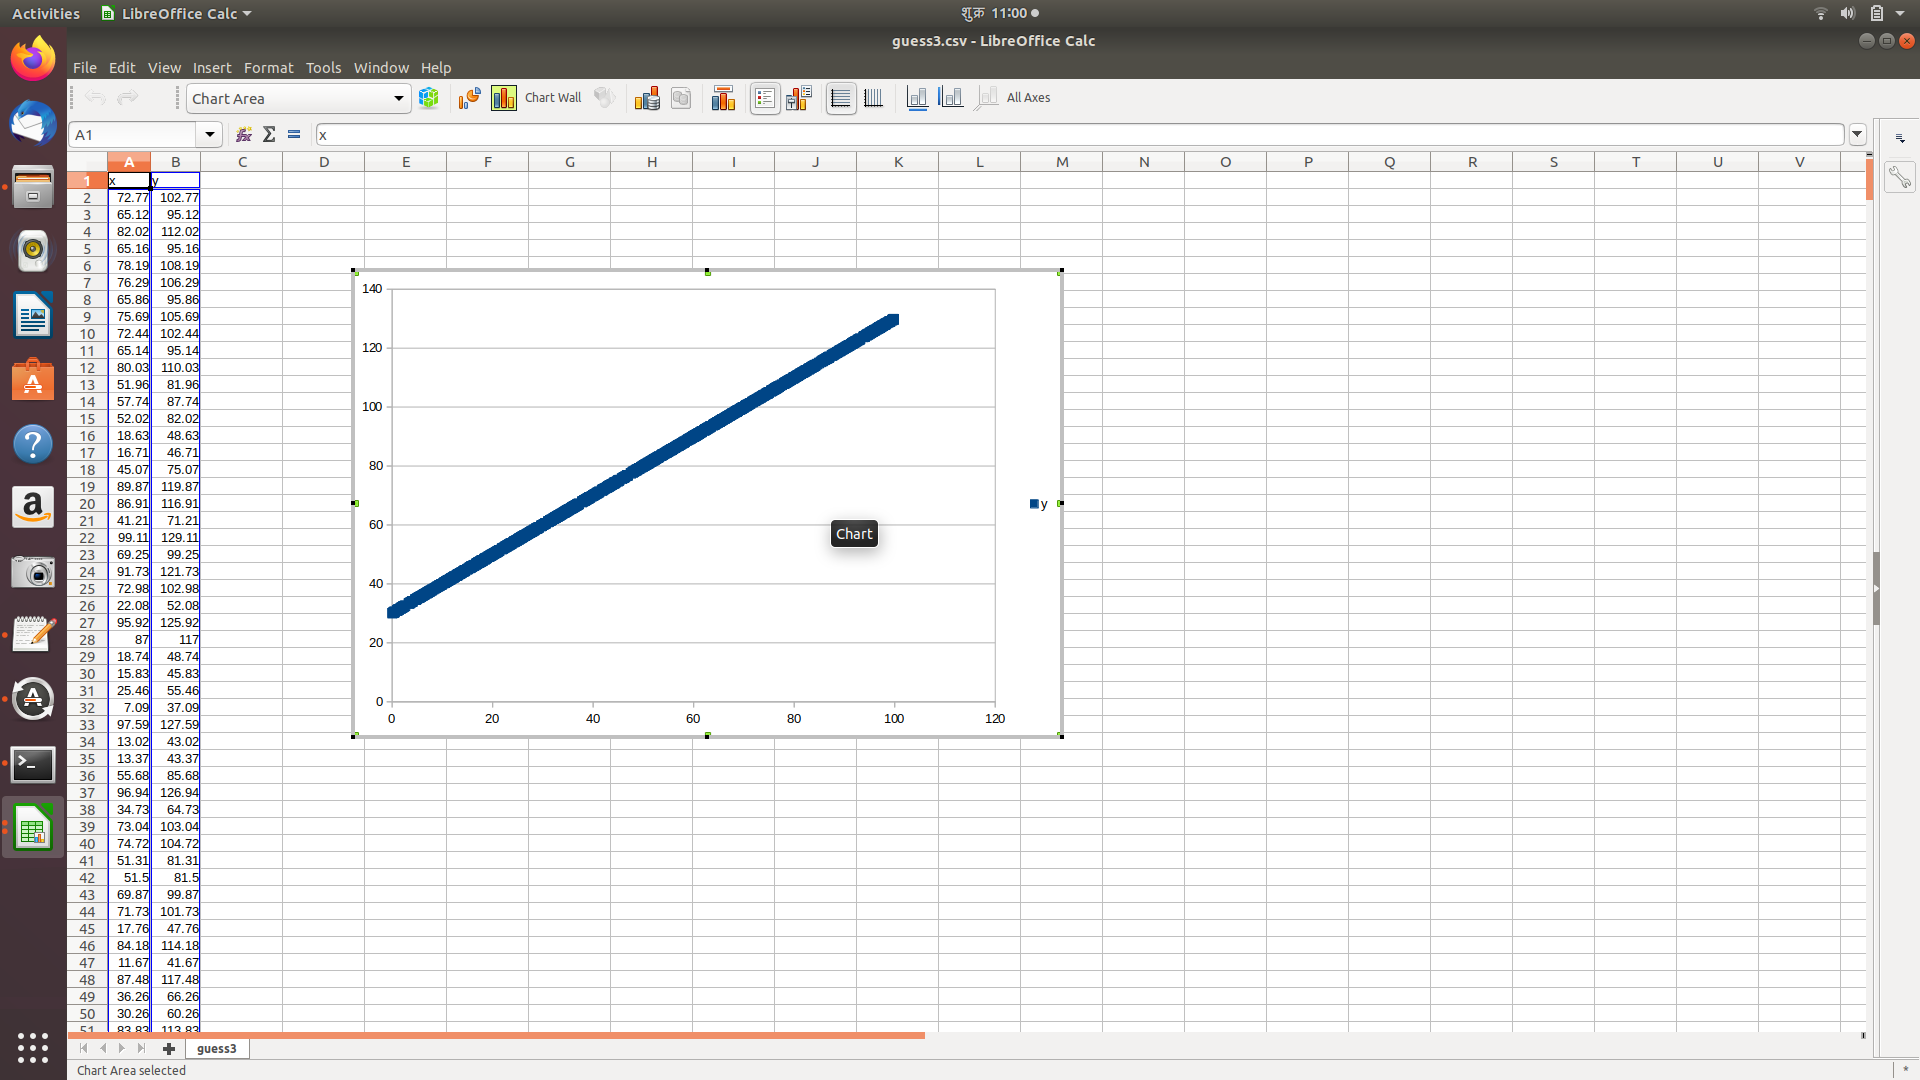 Activities LibreOffice Calc शुक्र 11:00
guess3.csv - LibreOffice Calc
File Edit View Insert Format Tools Window Help
Chart Area Chart Wall All Axes
A1 x
A B C D E F G H I J K L M N O P Q R S T U V
1 x y
2 72.77 102.77
3 65.12 95.12
4 82.02 112.02
5 65.16 95.16
6 78.19 108.19
7 76.29 106.29
8 65.86 95.86
9 75.69 105.69
10 72.44 102.44
11 65.14 95.14
12 80.03 110.03
13 51.96 81.96
14 57.74 87.74
15 52.02 82.02
16 18.63 48.63
17 16.71 46.71
18 45.07 75.07
19 89.87 119.87
20 86.91 116.91
21 41.21 71.21
22 99.11 129.11
23 69.25 99.25
24 91.73 121.73
25 72.98 102.98
26 22.08 52.08
27 95.92 125.92
28 87 117
29 18.74 48.74
30 15.83 45.83
31 25.46 55.46
32 7.09 37.09
33 97.59 127.59
34 13.02 43.02
35 13.37 43.37
36 55.68 85.68
37 96.94 126.94
38 34.73 64.73
39 73.04 103.04
40 74.72 104.72
41 51.31 81.31
42 51.5 81.5
43 69.87 99.87
44 71.73 101.73
45 17.76 47.76
46 84.18 114.18
47 11.67 41.67
48 87.48 117.48
49 36.26 66.26
50 30.26 60.26
51 83.83 113.83
140
120
100
80
60
40
20
0
0 20 40 60 80 100 120
y
Chart
guess3
Chart Area selected *